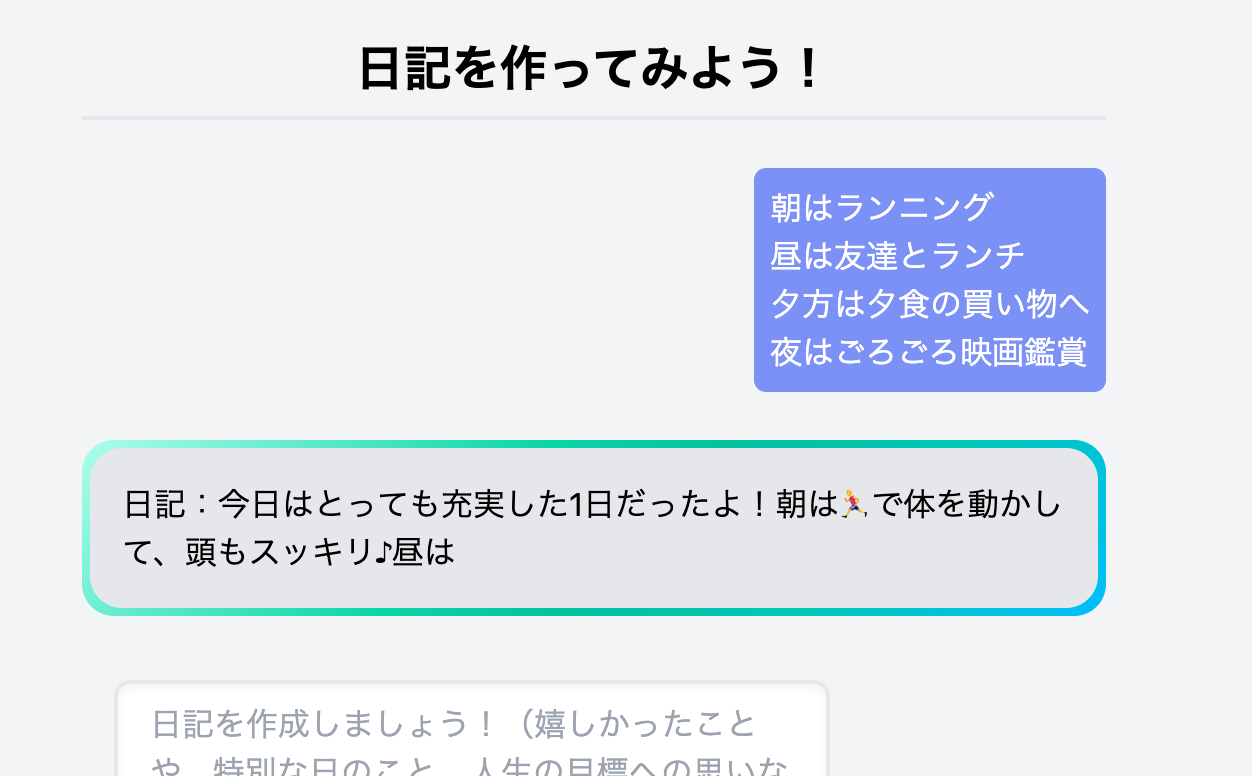 日記を作ってみよう！
朝はランニング
昼は友達とランチ
夕方は夕食の買い物へ
夜はごろごろ映画鑑賞
日記：今日はとっても充実した1日だったよ！朝は🏃で体を動かし
て、頭もスッキリ♪昼は
日記を作成しましょう！（嬉しかったこと
や、特別な日のこと、人生の目標への思いな